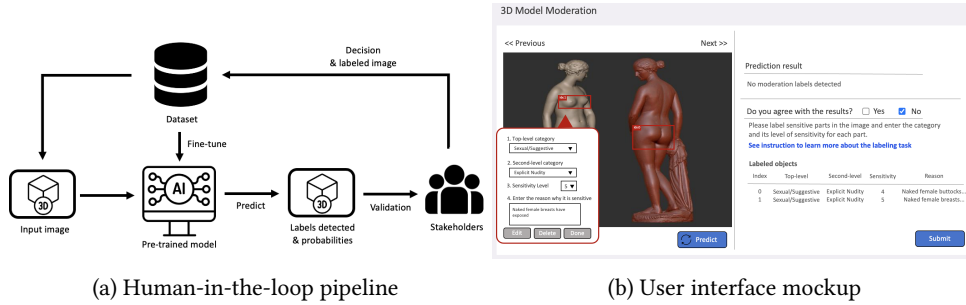 Decision
& labeled image
Dataset
Fine-tune
AI
3D
3D
Predict
Validation
Input image
Pre-trained model
Labels detected
& probabilities
Stakeholders
(a) Human-in-the-loop pipeline
3D Model Moderation
<< Previous
Next >>
1. Top-level category
Sexual/Suggestive
2. Second-level category
Explicit Nudity
3. Sensitivity Level
5
4. Enter the reason why it is sensitive
Naked female breasts have
exposed
Edit
Delete
Done
Predict
Prediction result
No moderation labels detected
Do you agree with the results?
Yes
No
Please label sensitive parts in the image and enter the category
and its level of sensitivity for each part.
See instruction to learn more about the labeling task
Labeled objects
Index Top-level Second-level Sensitivity Reason
0 Sexual/Suggestive Explicit Nudity 4 Naked female buttocks...
1 Sexual/Suggestive Explicit Nudity 5 Naked female breasts...
Submit
(b) User interface mockup